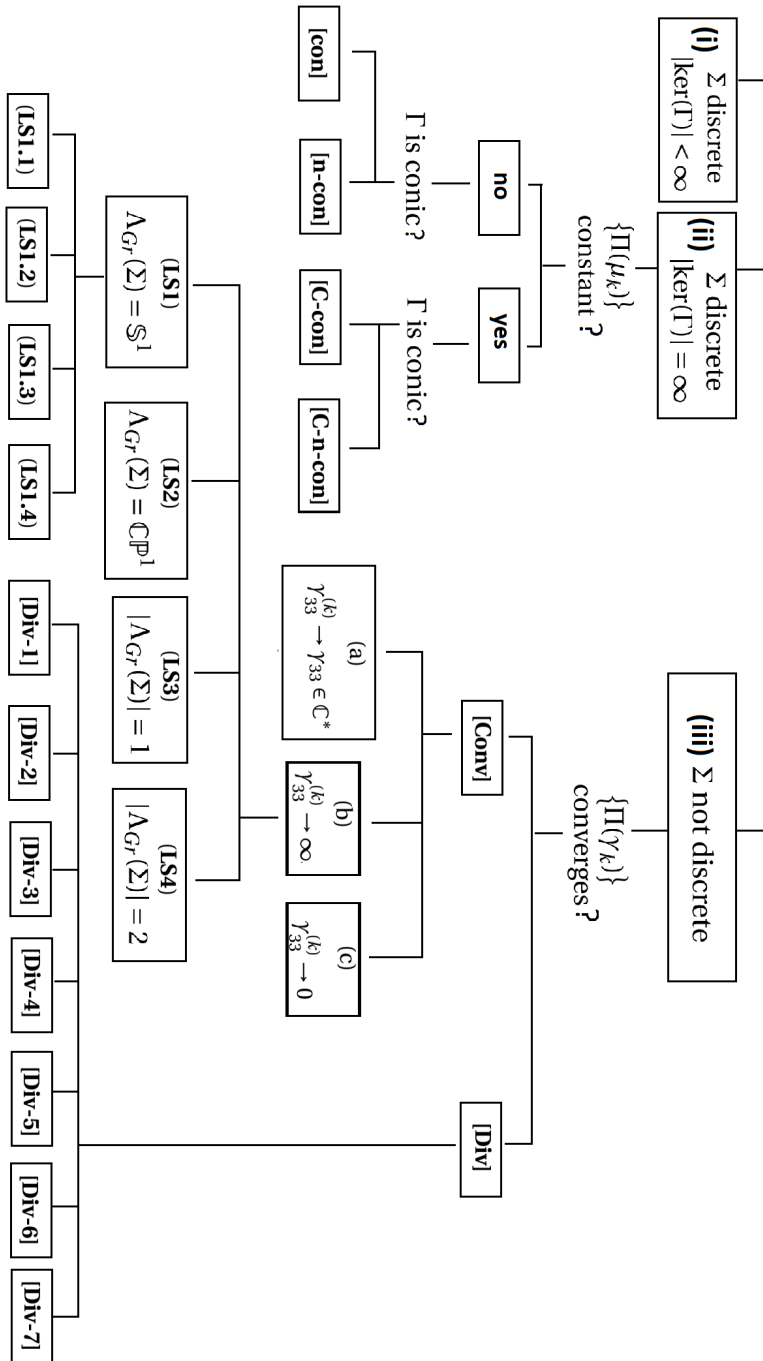 (i) Σ discrete
|ker(Γ)| < ∞
(ii) Σ discrete
|ker(Γ)| = ∞
(iii) Σ not discrete
{Π(μ_k)}
constant ?
{Π(γ_k)}
converges?
no
yes
[Conv]
[Div]
Γ is conic?
Γ is conic?
[con]
[n-con]
[C-con]
[C-n-con]
(a)
γ_33^(k) → γ_33 ∈ ℂ*
(b)
γ_33^(k) → ∞.
(c)
γ_33^(k) → 0
(LS1)
Λ_Gr(Σ) = 𝕊^1
(LS2)
Λ_Gr(Σ) = ℂℙ^1
(LS3)
|Λ_Gr(Σ)| = 1
(LS4)
|Λ_Gr(Σ)| = 2
(LS1.1)
(LS1.2)
(LS1.3)
(LS1.4)
[Div-1]
[Div-2]
[Div-3]
[Div-4]
[Div-5]
[Div-6]
[Div-7]